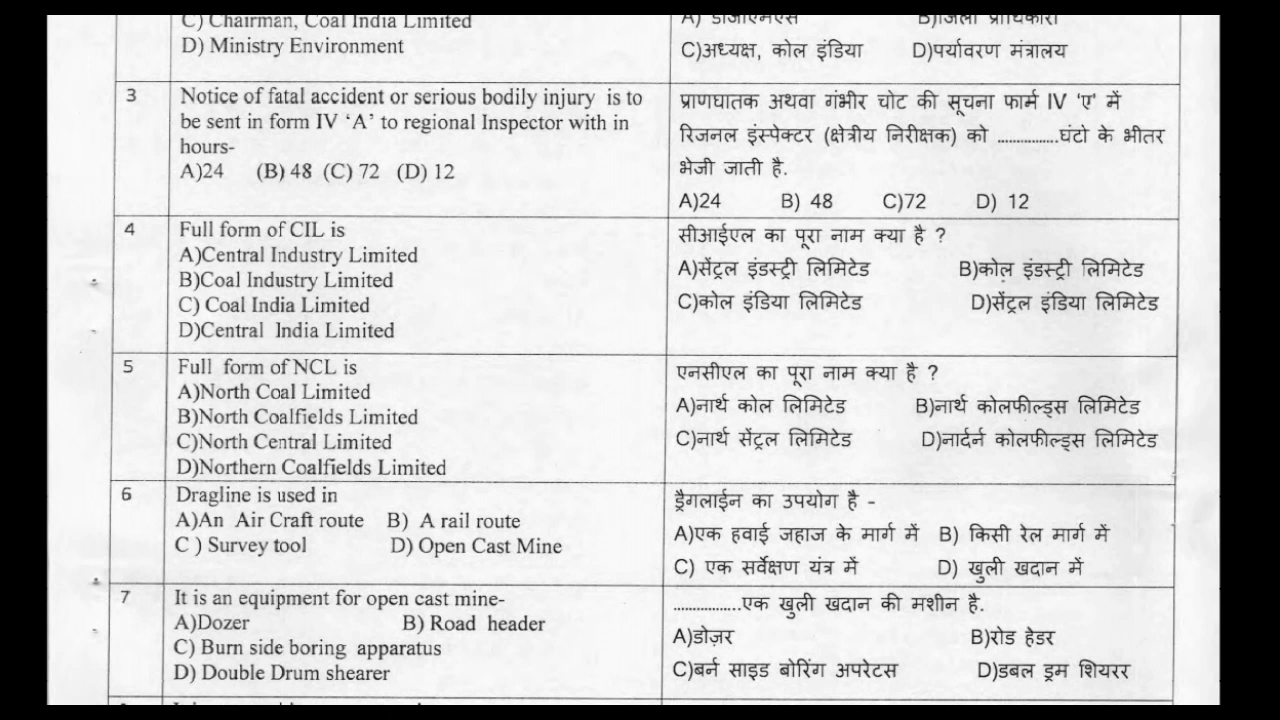 C) Chairman, Coal India Limited
D) Ministry Environment
A) डीजीएमएस B)जिला प्राधिकारी
C)अध्यक्ष, कोल इंडिया D)पर्यावरण मंत्रालय
3
Notice of fatal accident or serious bodily injury is to
be sent in form IV ‘A’ to regional Inspector with in
hours-
A)24 (B) 48 (C) 72 (D) 12
प्राणघातक अथवा गंभीर चोट की सूचना फार्म IV 'ए' में
रिजनल इंस्पेक्टर (क्षेत्रीय निरीक्षक) को ................घंटो के भीतर
भेजी जाती है.
A)24 B) 48 C)72 D) 12
4
Full form of CIL is
A)Central Industry Limited
B)Coal Industry Limited
C) Coal India Limited
D)Central India Limited
सीआईएल का पूरा नाम क्या है ?
A)सेंट्रल इंडस्ट्री लिमिटेड B)कोल इंडस्ट्री लिमिटेड
C)कोल इंडिया लिमिटेड D)सेंट्रल इंडिया लिमिटेड
5
Full form of NCL is
A)North Coal Limited
B)North Coalfields Limited
C)North Central Limited
D)Northern Coalfields Limited
एनसीएल का पूरा नाम क्या है ?
A)नार्थ कोल लिमिटेड B)नार्थ कोलफील्ड्स लिमिटेड
C)नार्थ सेंट्रल लिमिटेड D)नार्दर्न कोलफील्ड्स लिमिटेड
6
Dragline is used in
A)An Air Craft route B) A rail route
C ) Survey tool D) Open Cast Mine
ड्रैगलाईन का उपयोग है -
A)एक हवाई जहाज के मार्ग में B) किसी रेल मार्ग में
C) एक सर्वेक्षण यंत्र में D) खुली खदान में
7
It is an equipment for open cast mine-
A)Dozer B) Road header
C) Burn side boring apparatus
D) Double Drum shearer
.................एक खुली खदान की मशीन है.
A)डोज़र B)रोड हेडर
C)बर्न साइड बोरिंग अपरेटस D)डबल ड्रम शियरर